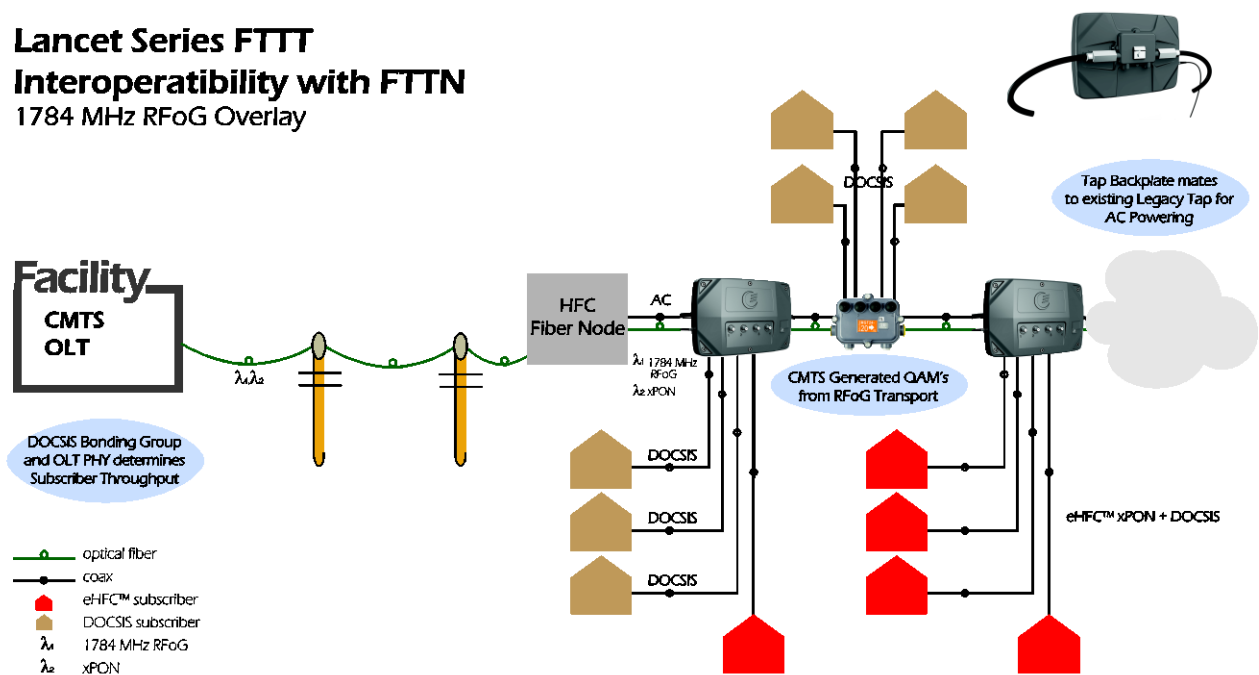 Lancet Series FTTT
Interoperatibility with FTTN
1784 MHz RFoG Overlay
Tap Backplate mates
to existing Legacy Tap for
AC Powering
DOCSIS
Facility
CMTS
OLT
λ₁,λ₂
HFC
Fiber Node
AC
λ₁ 1784 MHz
RFoG
λ₂ xPON
CMTS Generated QAM's
from RFoG Transport
DOCSIS Bonding Group
and OLT PHY determines
Subscriber Throughput
DOCSIS
DOCSIS
DOCSIS
eHFC™ xPON + DOCSIS
optical fiber
coax
eHFC™ subscriber
DOCSIS subscriber
λ₁ 1784 MHz RFoG
λ₂ xPON